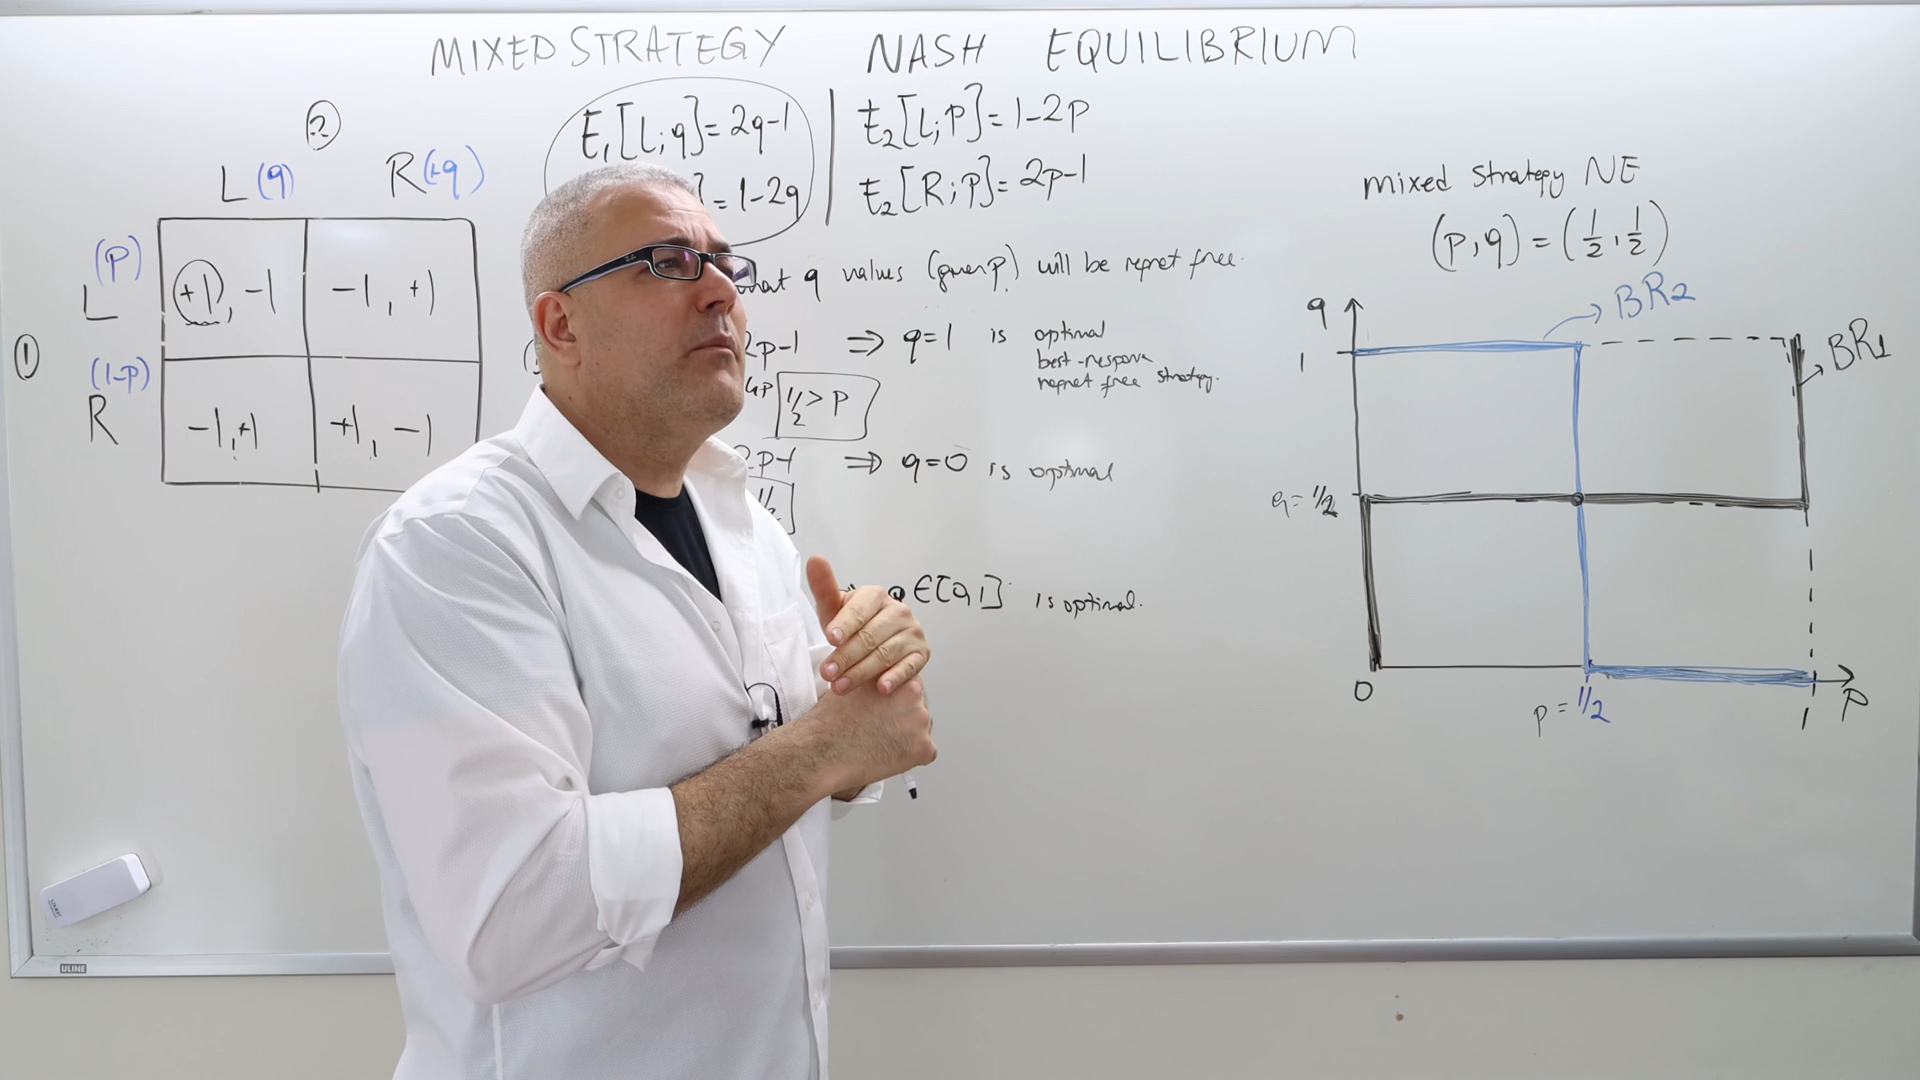 MIXED STRATEGY NASH EQUILIBRIUM
2
L (q) R (1-q)
(p)
L
+1, -1 -1, +1
1
(1-p)
R
-1, +1 +1, -1
E₁[L;q] = 2q-1
] = 1-2q
E₂[L;p] = 1-2p
E₂[R;p] = 2p-1
what q values (given p) will be regret free.
2p-1 ⇒ q=1 is optimal
best-response
regret free strategy.
4p
1/2 > p
2p-1 ⇒ q=0 is optimal
1/2
q ∈ [0,1] is optimal.
mixed strategy NE
(p,q) = (1/2, 1/2)
q
BR2
1
BR1
q = 1/2
0
p = 1/2
1
p
ULINE